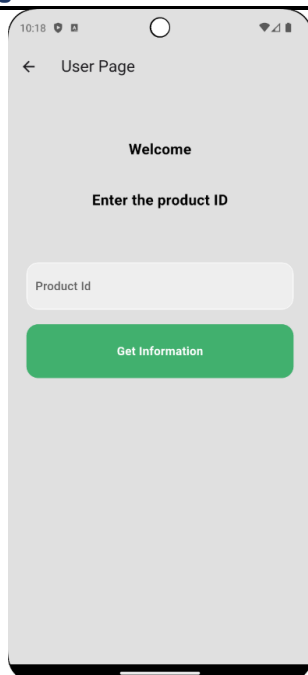 10:18
User Page
Welcome
Enter the product ID
Product Id
Get Information